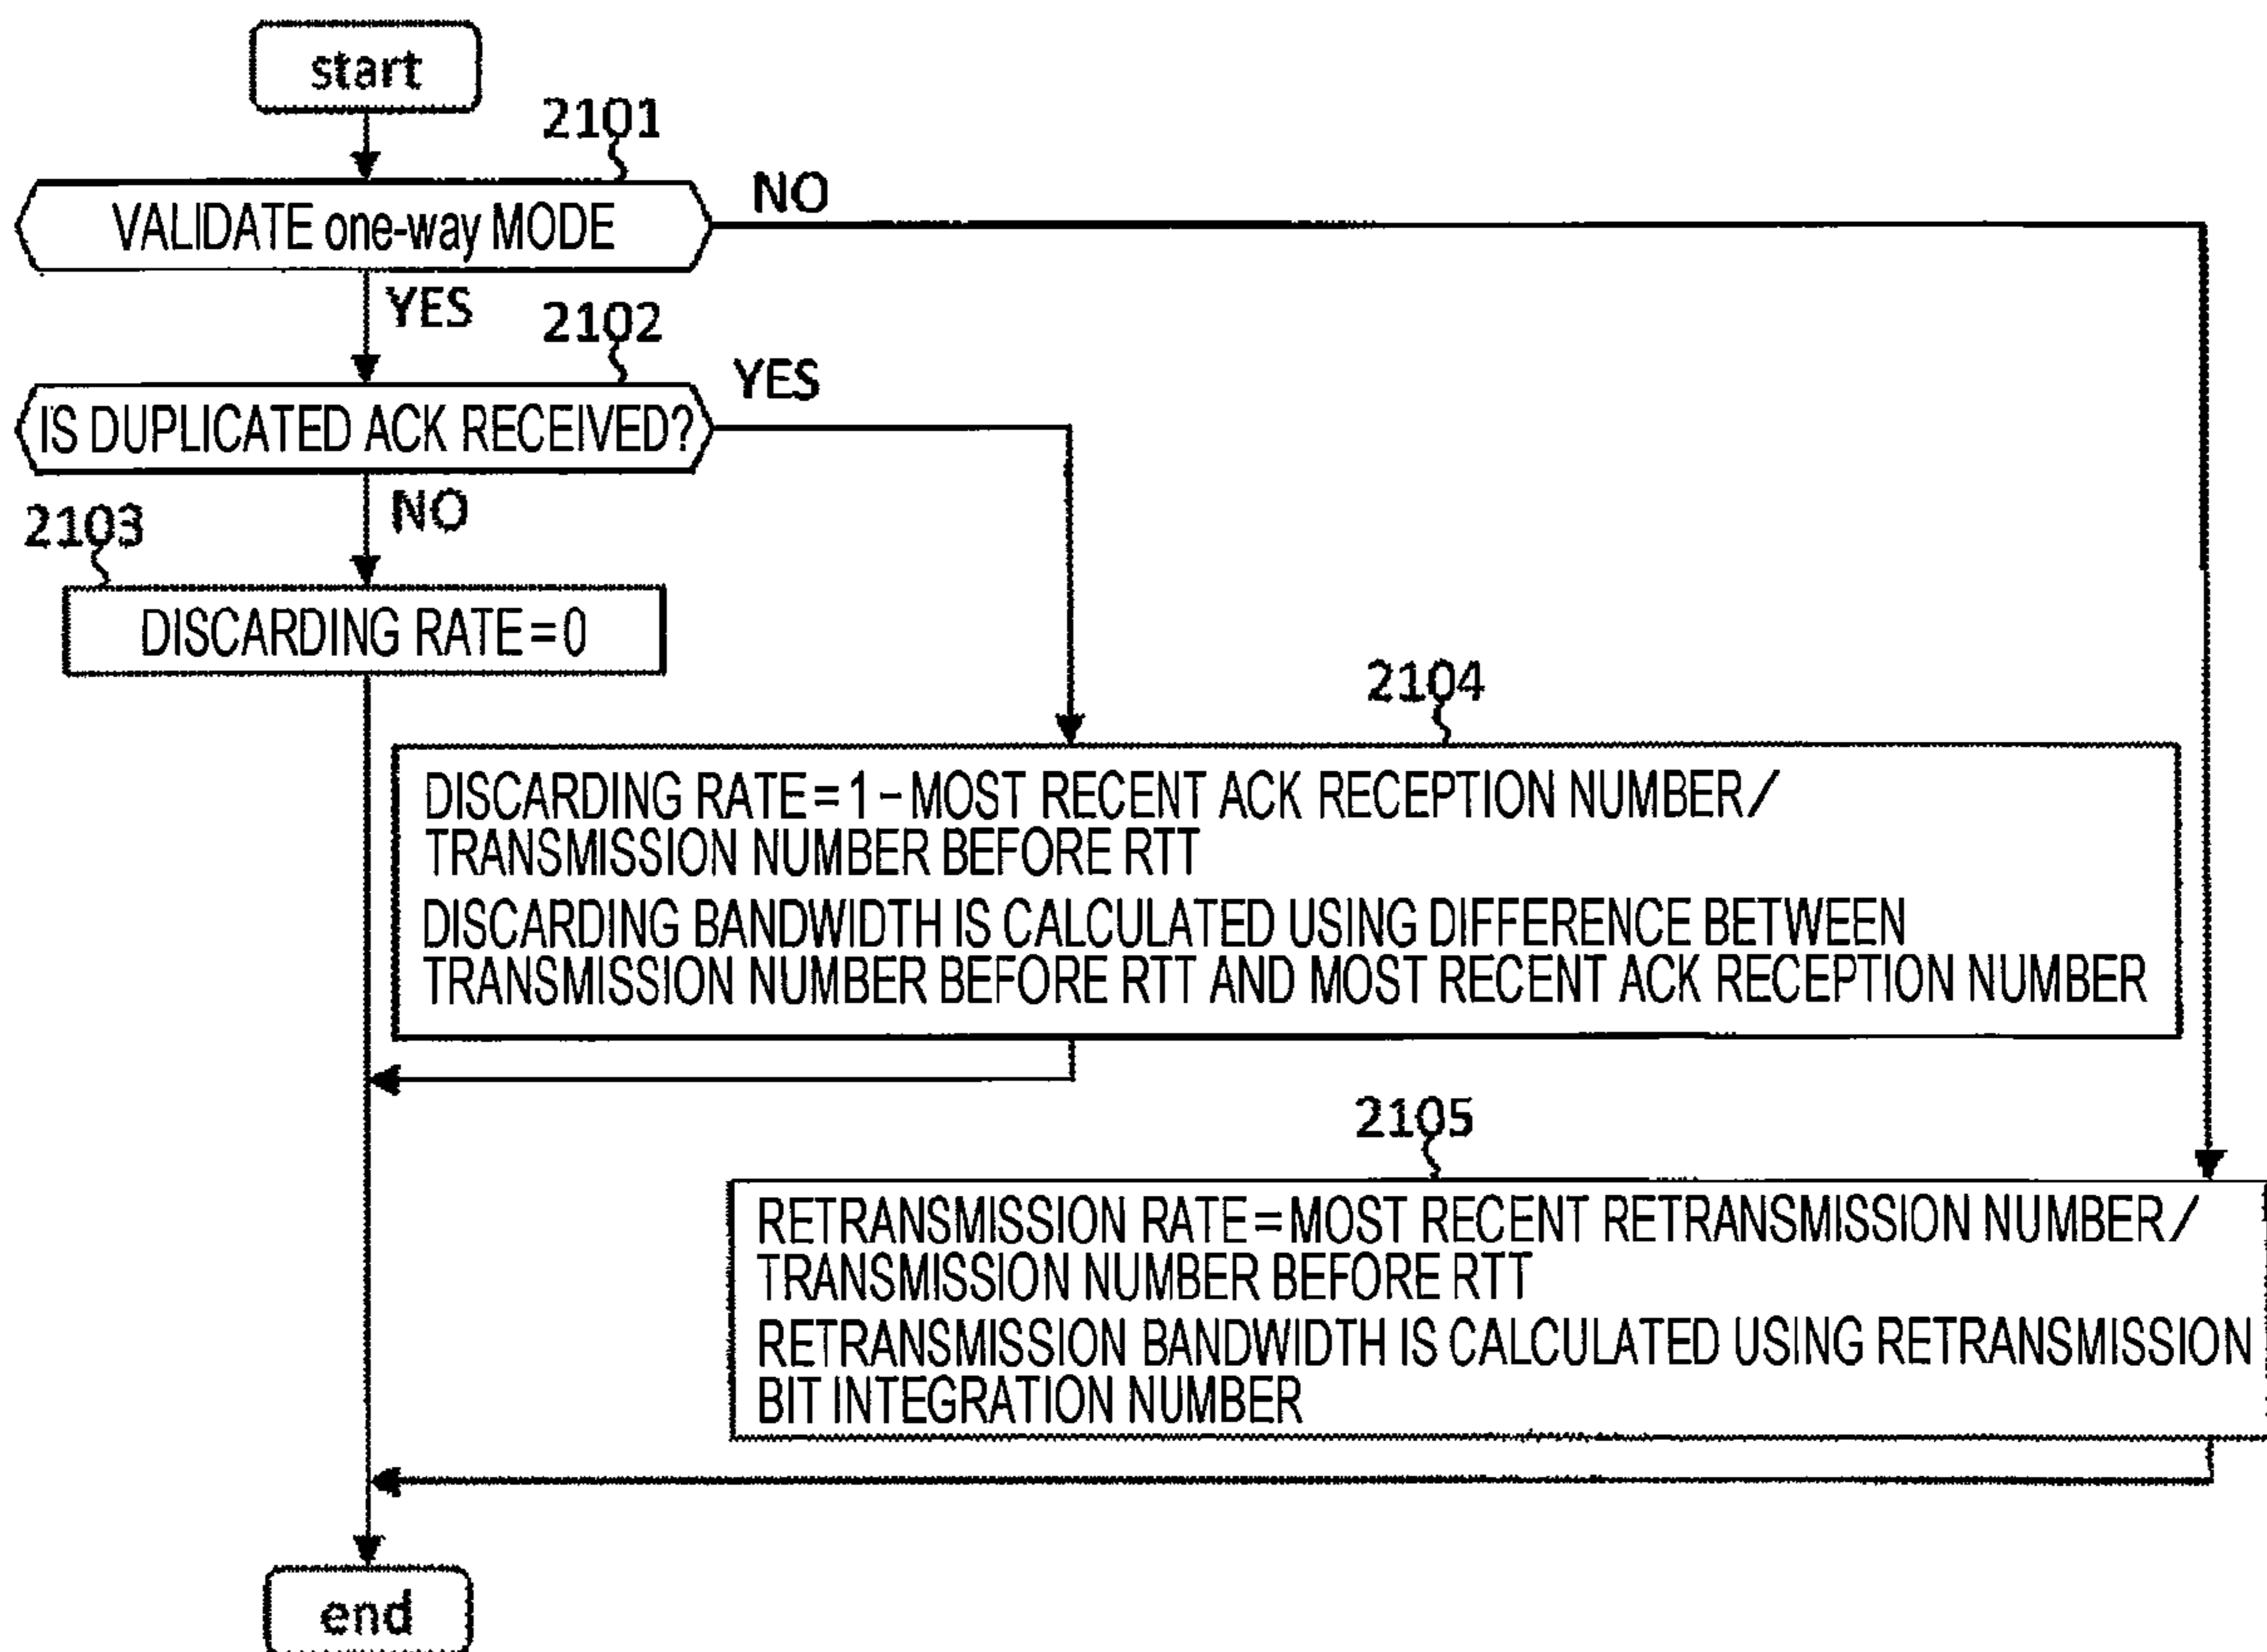 start
2101
VALIDATE one-way MODE
NO
YES
2102
IS DUPLICATED ACK RECEIVED?
YES
NO
2103
DISCARDING RATE=0
2104
DISCARDING RATE=1-MOST RECENT ACK RECEPTION NUMBER/
TRANSMISSION NUMBER BEFORE RTT
DISCARDING BANDWIDTH IS CALCULATED USING DIFFERENCE BETWEEN
TRANSMISSION NUMBER BEFORE RTT AND MOST RECENT ACK RECEPTION NUMBER
2105
RETRANSMISSION RATE=MOST RECENT RETRANSMISSION NUMBER/
TRANSMISSION NUMBER BEFORE RTT
RETRANSMISSION BANDWIDTH IS CALCULATED USING RETRANSMISSION
BIT INTEGRATION NUMBER
end